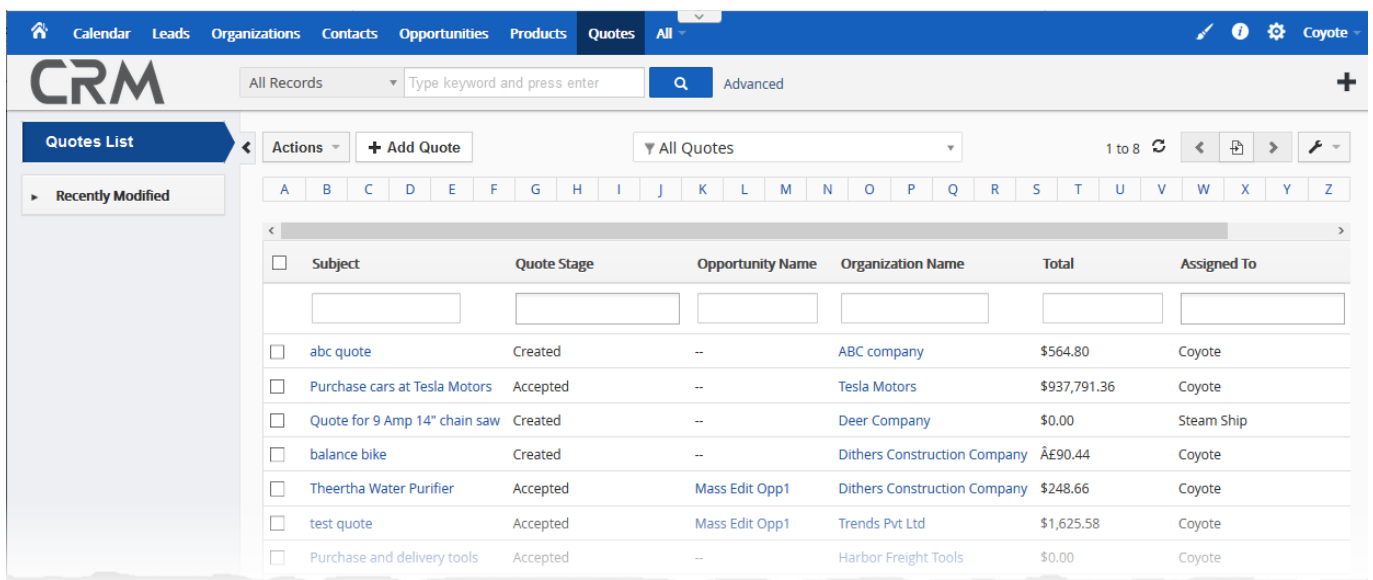 Calendar Leads Organizations Contacts Opportunities Products Quotes All Coyote
CRM All Records Type keyword and press enter Advanced
Quotes List Actions + Add Quote All Quotes 1 to 8
Recently Modified A B C D E F G H I J K L M N O P Q R S T U V W X Y Z
Subject Quote Stage Opportunity Name Organization Name Total Assigned To
abc quote Created -- ABC company $564.80 Coyote
Purchase cars at Tesla Motors Accepted -- Tesla Motors $937,791.36 Coyote
Quote for 9 Amp 14" chain saw Created -- Deer Company $0.00 Steam Ship
balance bike Created -- Dithers Construction Company Â£90.44 Coyote
Theertha Water Purifier Accepted Mass Edit Opp1 Dithers Construction Company $248.66 Coyote
test quote Accepted Mass Edit Opp1 Trends Pvt Ltd $1,625.58 Coyote
Purchase and delivery tools Accepted -- Harbor Freight Tools $0.00 Coyote